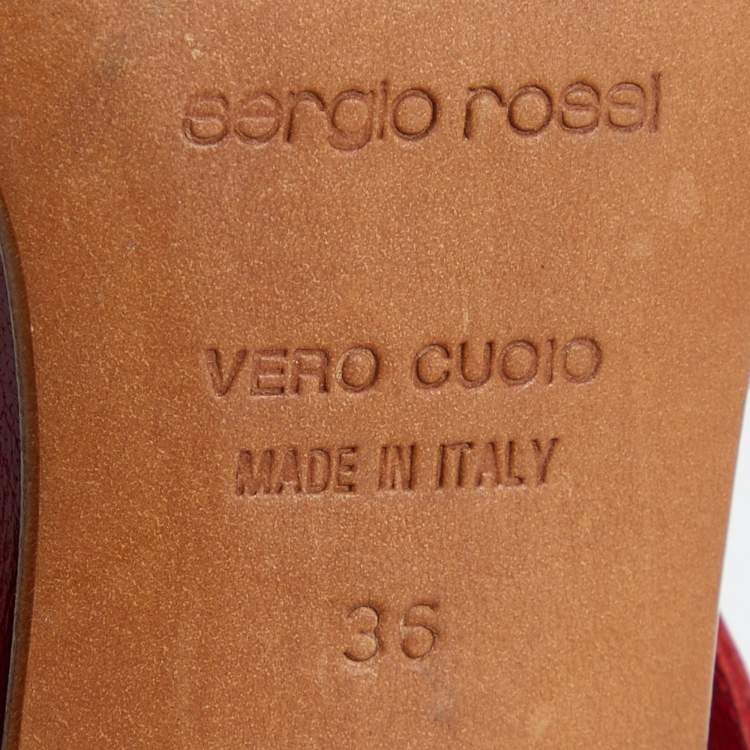 sergio rossi
VERO CUOIO
MADE IN ITALY
36